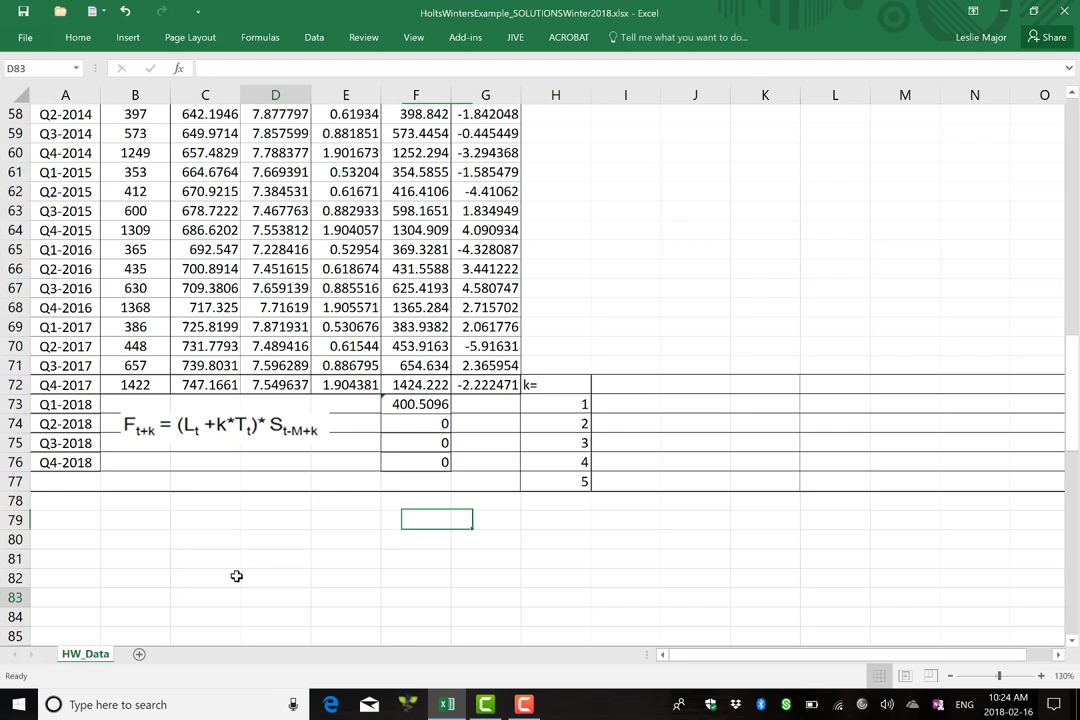 HoltsWintersExample_SOLUTIONSWinter2018.xlsx - Excel
File Home Insert Page Layout Formulas Data Review View Add-ins JIVE ACROBAT Tell me what you want to do... Leslie Major Share
D83 fx
A B C D E F G H I J K L M N O
58 Q2-2014 397 642.1946 7.877797 0.61934 398.842 -1.842048
59 Q3-2014 573 649.9714 7.857599 0.881851 573.4454 -0.445449
60 Q4-2014 1249 657.4829 7.788377 1.901673 1252.294 -3.294368
61 Q1-2015 353 664.6764 7.669391 0.53204 354.5855 -1.585479
62 Q2-2015 412 670.9215 7.384531 0.61671 416.4106 -4.41062
63 Q3-2015 600 678.7222 7.467763 0.882933 598.1651 1.834949
64 Q4-2015 1309 686.6202 7.553812 1.904057 1304.909 4.090934
65 Q1-2016 365 692.547 7.228416 0.52954 369.3281 -4.328087
66 Q2-2016 435 700.8914 7.451615 0.618674 431.5588 3.441222
67 Q3-2016 630 709.3806 7.659139 0.885516 625.4193 4.580747
68 Q4-2016 1368 717.325 7.71619 1.905571 1365.284 2.715702
69 Q1-2017 386 725.8199 7.871931 0.530676 383.9382 2.061776
70 Q2-2017 448 731.7793 7.489416 0.61544 453.9163 -5.91631
71 Q3-2017 657 739.8031 7.596289 0.886795 654.634 2.365954
72 Q4-2017 1422 747.1661 7.549637 1.904381 1424.222 -2.222471 k=
73 Q1-2018 400.5096 1
74 Q2-2018 F_{t+k} = (L_t +k*T_t)* S_{t-M+k} 0 2
75 Q3-2018 0 3
76 Q4-2018 0 4
77 5
78
79
80
81
82
83
84
85
HW_Data
Ready 130%
Type here to search 10:24 AM
2018-02-16